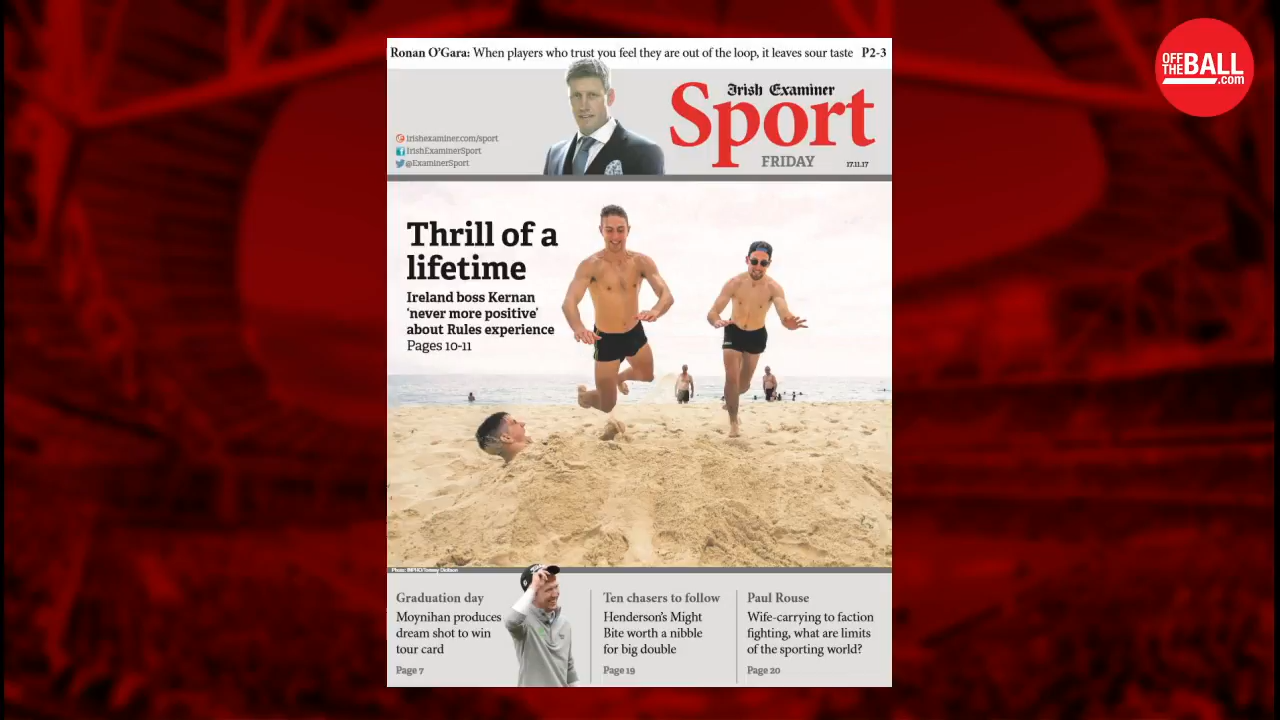 Ronan O'Gara: When players who trust you feel they are out of the loop, it leaves sour taste P2-3
OFF
THE BALL
.com
Irish Examiner
Sport
FRIDAY
17.11.17
irishexaminer.com/sport
IrishExaminerSport
@ExaminerSport
Thrill of a
lifetime
Ireland boss Kernan
'never more positive'
about Rules experience
Pages 10-11
Graduation day
Moynihan produces
dream shot to win
tour card
Page 7
Ten chasers to follow
Henderson's Might
Bite worth a nibble
for big double
Page 19
Paul Rouse
Wife-carrying to faction
fighting, what are limits
of the sporting world?
Page 20